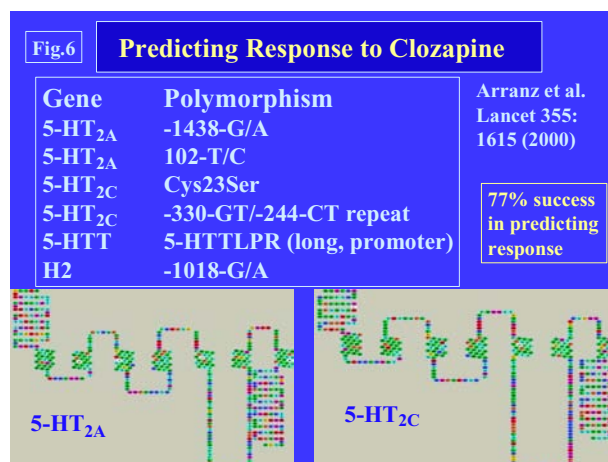 Fig.6
Predicting Response to Clozapine
Gene Polymorphism
5-HT2A -1438-G/A
5-HT2A 102-T/C
5-HT2C Cys23Ser
5-HT2C -330-GT/-244-CT repeat
5-HTT 5-HTTLPR (long, promoter)
H2 -1018-G/A
Arranz et al.
Lancet 355:
1615 (2000)
77% success
in predicting
response
5-HT2A
5-HT2C